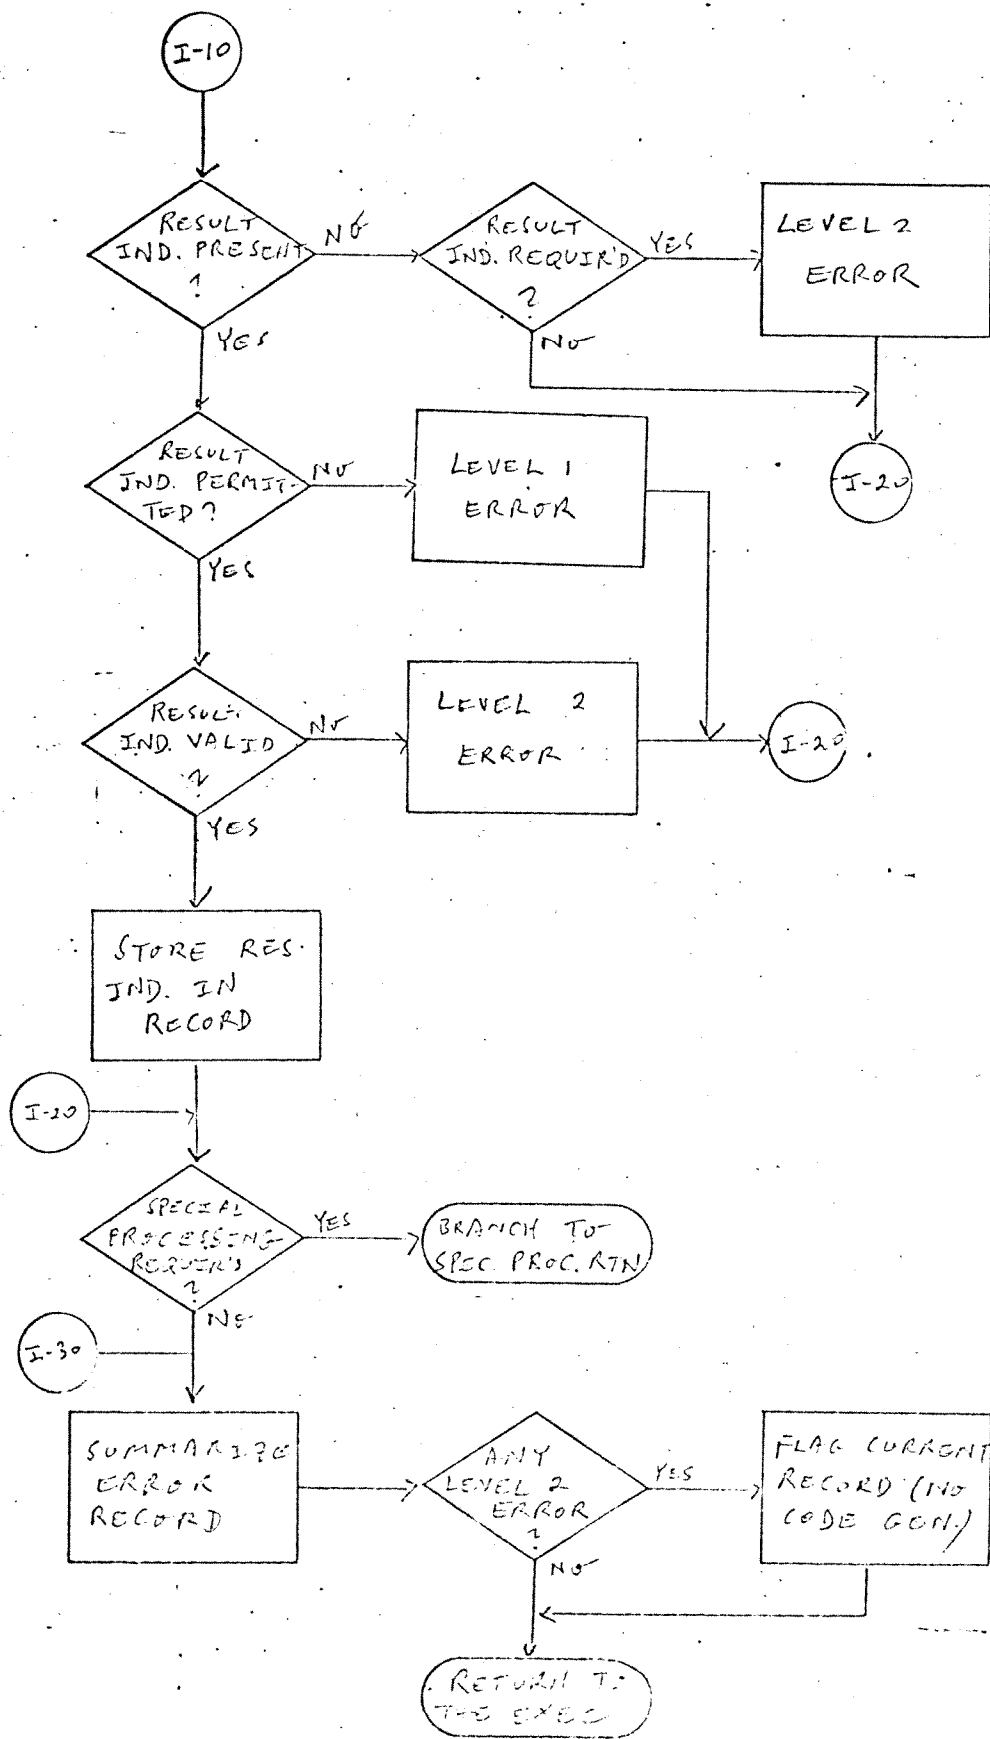 I-10
RESULT
IND. PRESENT
?
NO
YES
RESULT
IND. REQUIR'D
?
YES
NO
LEVEL 2
ERROR
I-20
RESULT
IND. PERMIT-
TED?
NO
YES
LEVEL 1
ERROR
RESULT
IND. VALID
?
NO
YES
LEVEL 2
ERROR
I-20
STORE RES.
IND. IN
RECORD
I-20
SPECIAL
PROCESSING
REQUIR'D
?
YES
NO
BRANCH TO
SPEC. PROC. RTN
I-30
SUMMARIZE
ERROR
RECORD
ANY
LEVEL 2
ERROR
?
YES
NO
FLAG CURRENT
RECORD (NO
CODE GEN.)
RETURN TO
THE EXEC